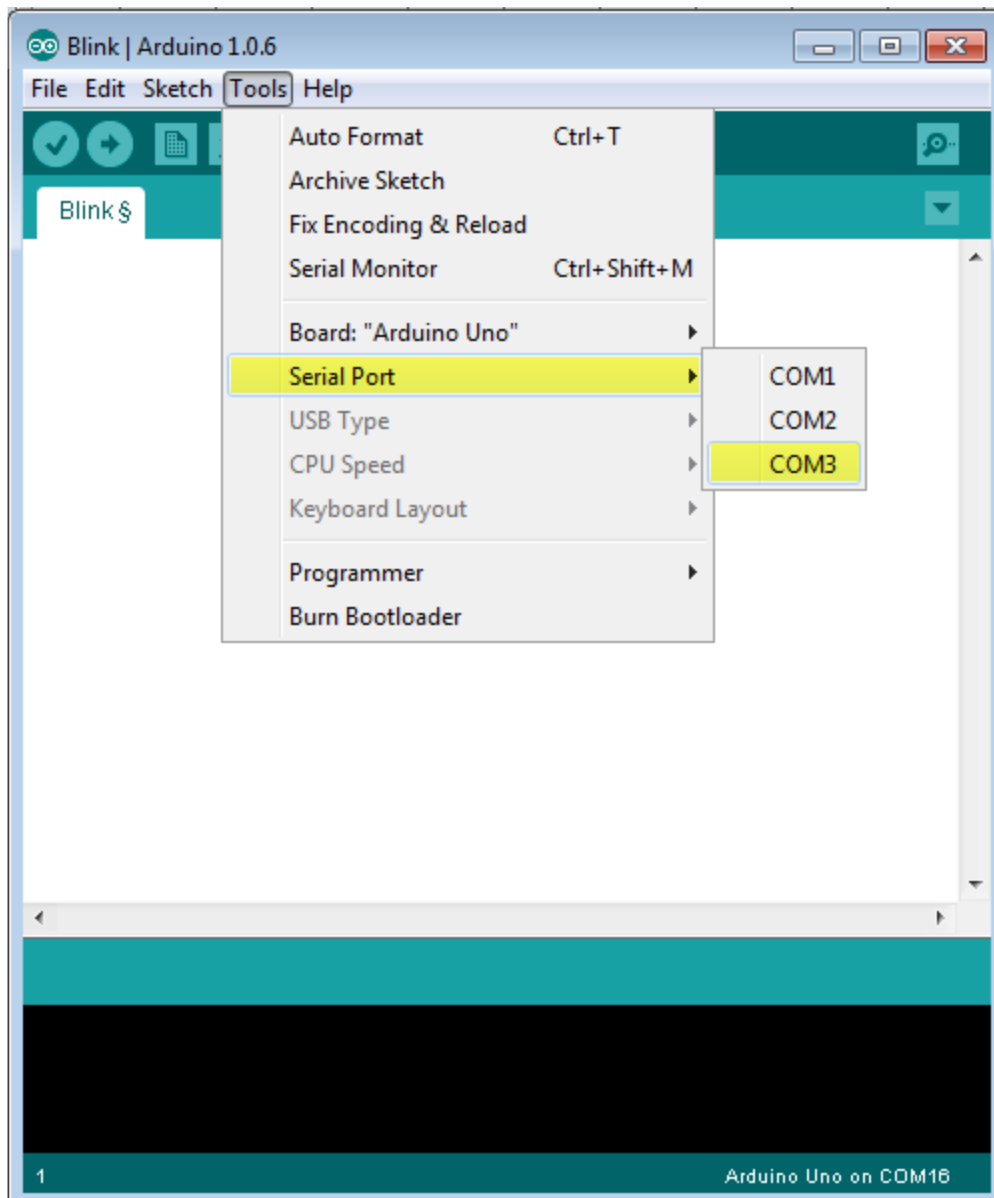 Blink | Arduino 1.0.6
File Edit Sketch Tools Help
Auto Format Ctrl+T
Archive Sketch
Blink §
Fix Encoding & Reload
Serial Monitor Ctrl+Shift+M
Board: "Arduino Uno"
Serial Port
COM1
USB Type
COM2
CPU Speed
COM3
Keyboard Layout
Programmer
Burn Bootloader
1
Arduino Uno on COM16